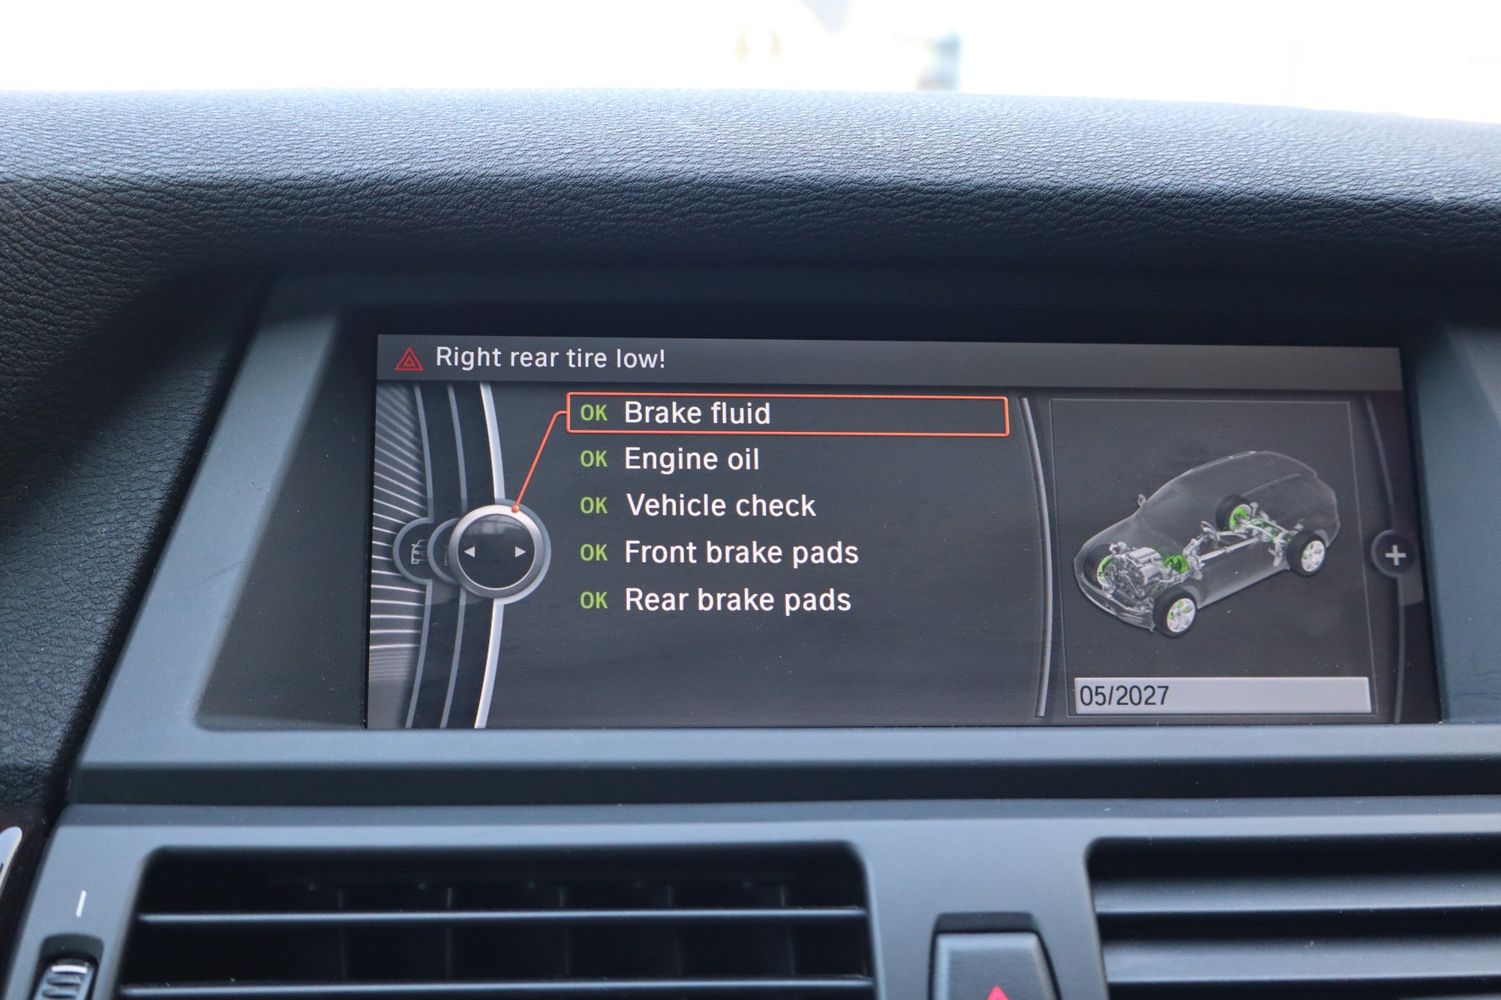 Right rear tire low!
OK Brake fluid
OK Engine oil
OK Vehicle check
OK Front brake pads
OK Rear brake pads
05/2027